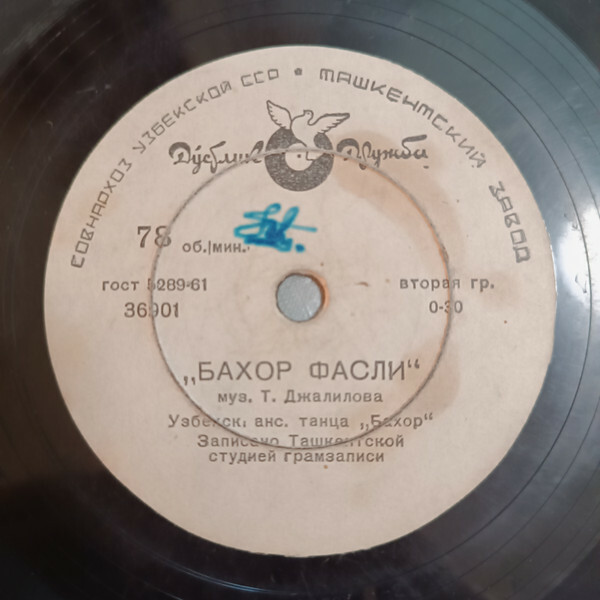 СОВНАРХОЗ УЗБЕКСКОЙ ССР • ТАШКЕНТСКИЙ ЗАВОД
Дӯстлик Дружба
78 об./мин.
гост 5289-61 вторая гр.
36901 0-30
„БАХОР ФАСЛИ“
муз. Т. Джалилова
Узбекск. анс. танца „Бахор“
Записано Ташкентской
студией грамзаписи